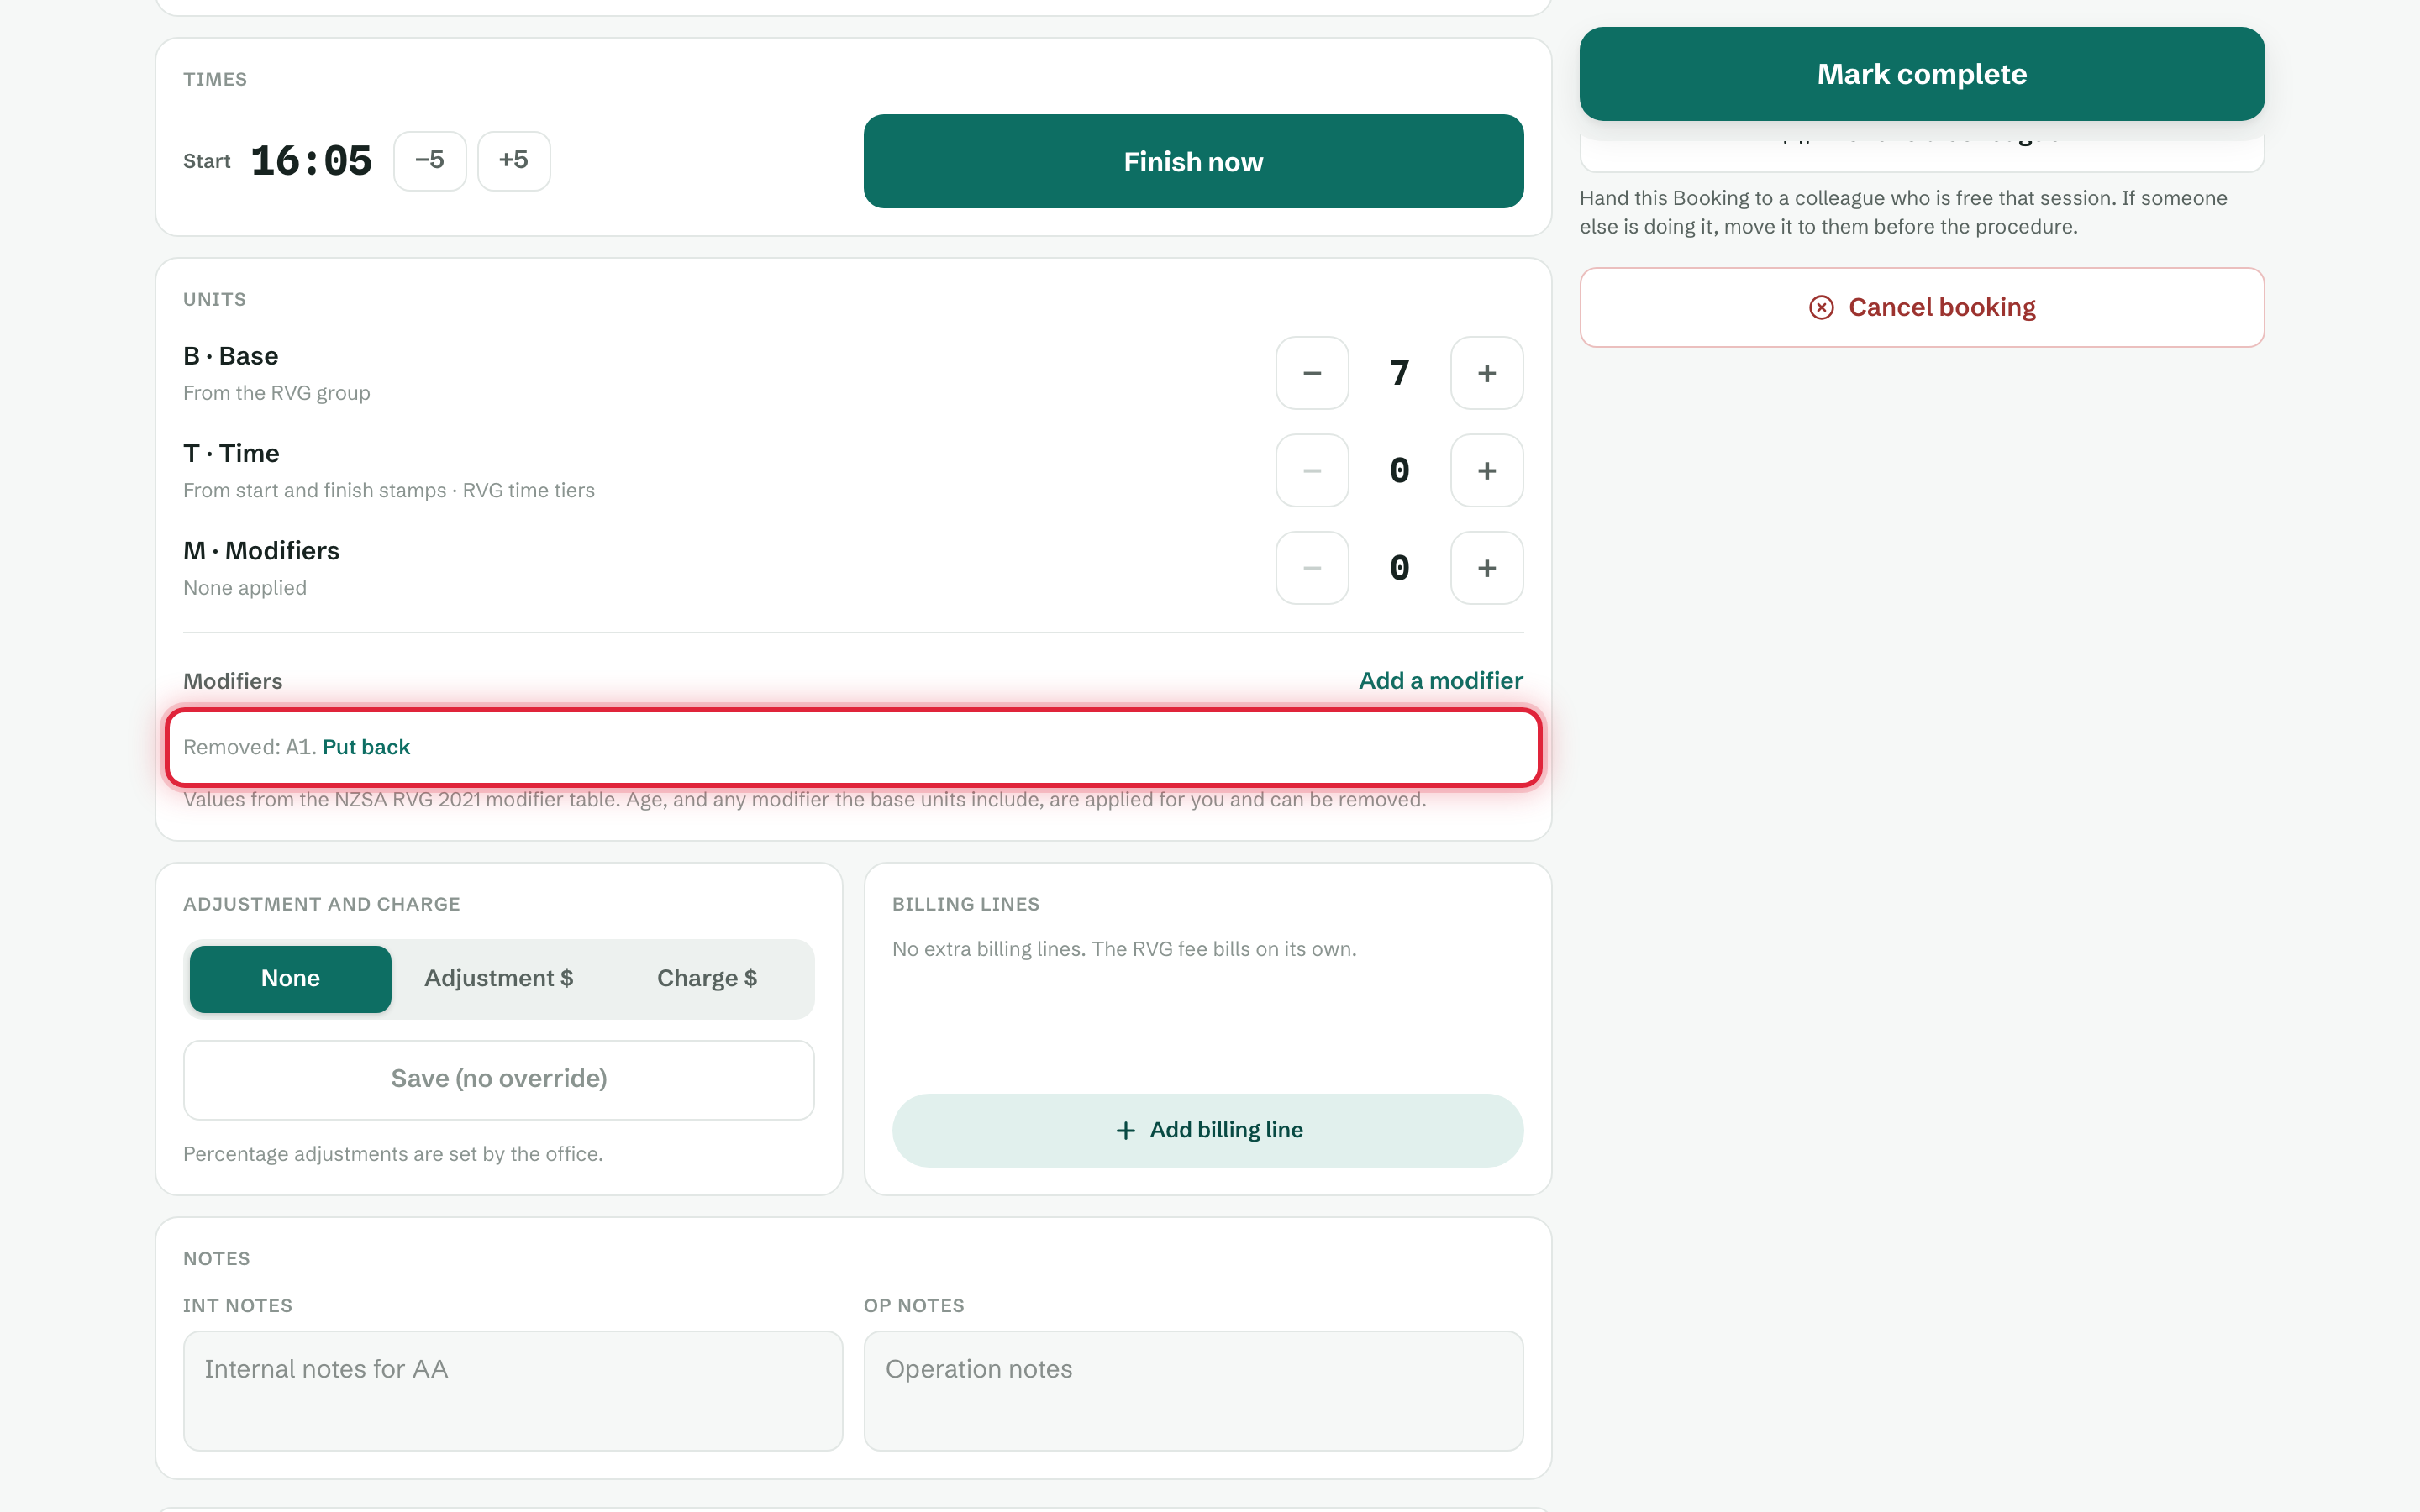 TIMES
Start 16:05 −5 +5
Finish now
UNITS
B · Base
From the RVG group
− 7 +
T · Time
From start and finish stamps · RVG time tiers
− 0 +
M · Modifiers
None applied
− 0 +
Modifiers
Add a modifier
Removed: A1. Put back
Values from the NZSA RVG 2021 modifier table. Age, and any modifier the base units include, are applied for you and can be removed.
ADJUSTMENT AND CHARGE
None Adjustment $ Charge $
Save (no override)
Percentage adjustments are set by the office.
BILLING LINES
No extra billing lines. The RVG fee bills on its own.
+ Add billing line
NOTES
INT NOTES
Internal notes for AA
OP NOTES
Operation notes
Mark complete
Hand this Booking to a colleague who is free that session. If someone
else is doing it, move it to them before the procedure.
Cancel booking